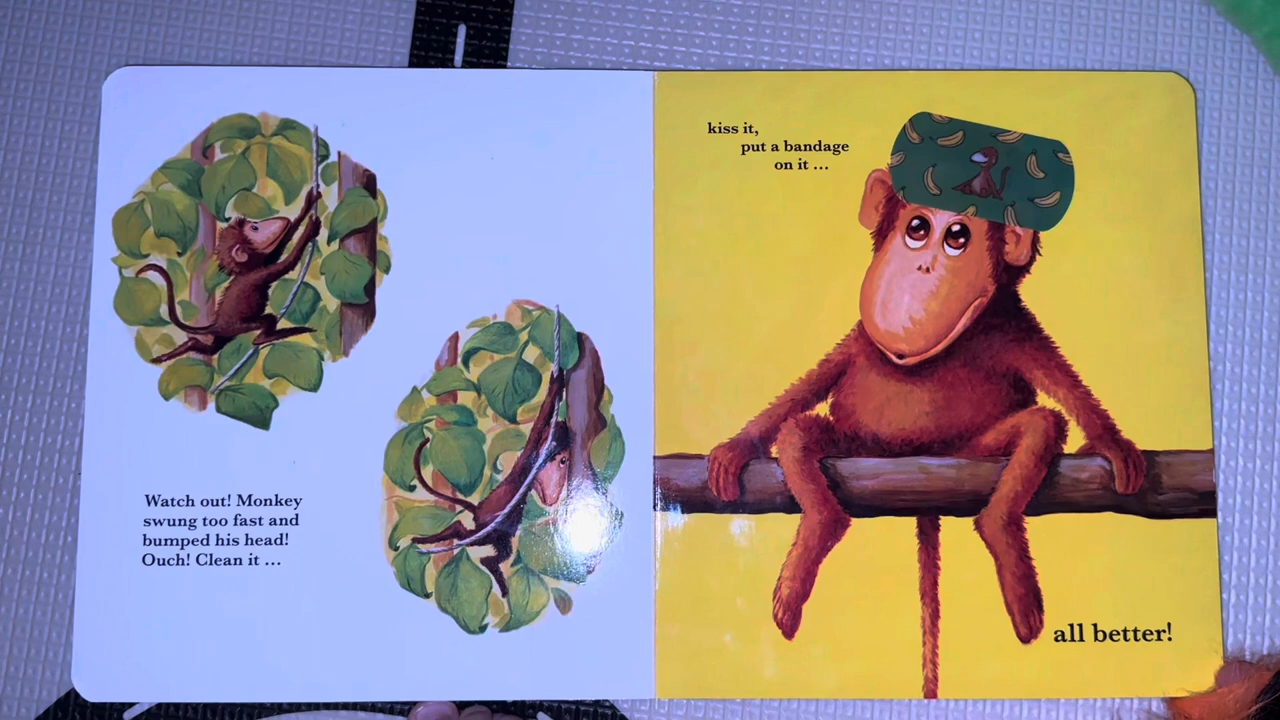 Watch out! Monkey
swung too fast and
bumped his head!
Ouch! Clean it ...
kiss it,
put a bandage
on it ...
all better!